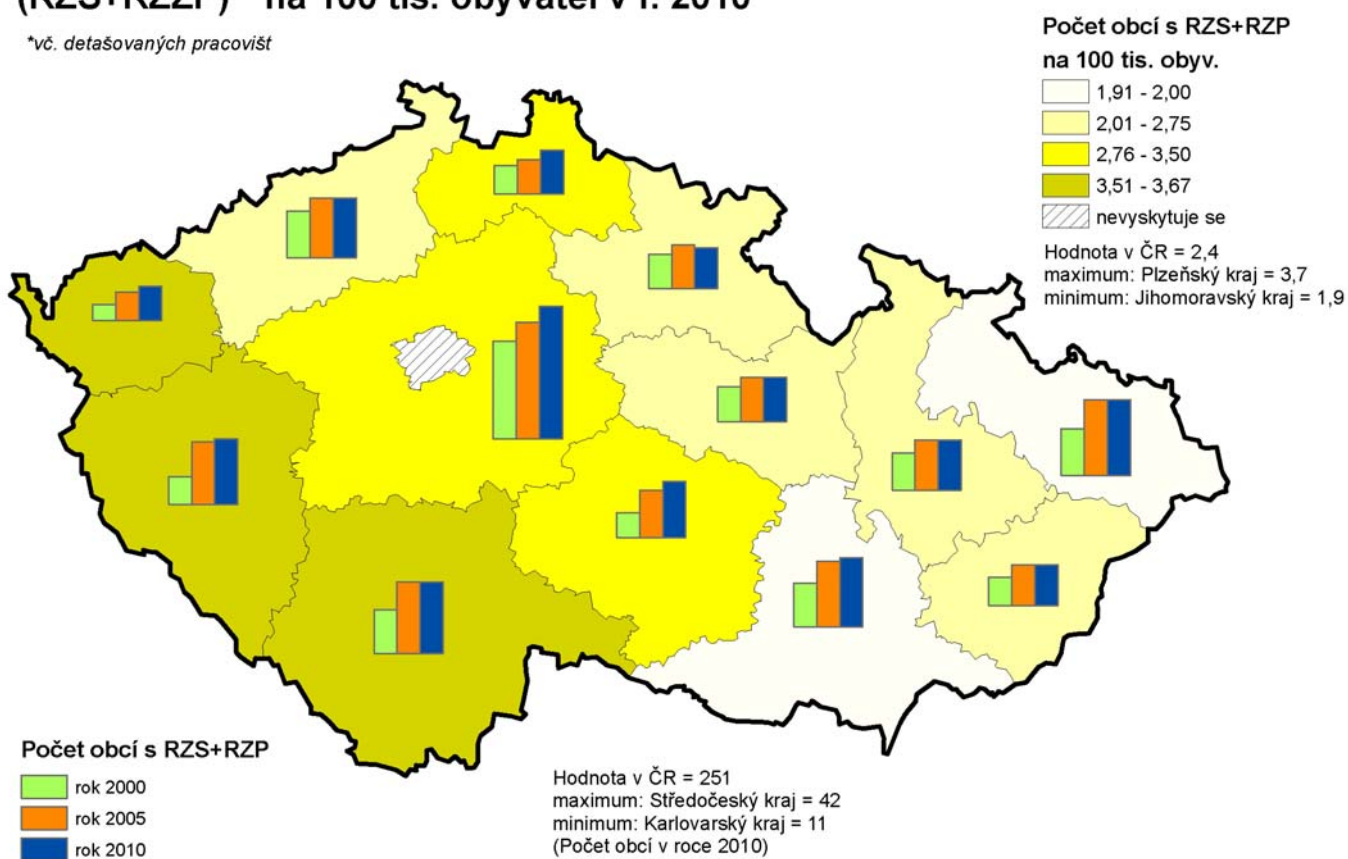 (RZS+RZZP)* na 100 tis. obyvatel v r. 2010
*vč. detašovaných pracovišt
Počet obcí s RZS+RZP
na 100 tis. obyv.
1,91 - 2,00
2,01 - 2,75
2,76 - 3,50
3,51 - 3,67
nevyskytuje se
Hodnota v ČR = 2,4
maximum: Plzeňský kraj = 3,7
minimum: Jihomoravský kraj = 1,9
Počet obcí s RZS+RZP
rok 2000
rok 2005
rok 2010
Hodnota v ČR = 251
maximum: Středočeský kraj = 42
minimum: Karlovarský kraj = 11
(Počet obcí v roce 2010)